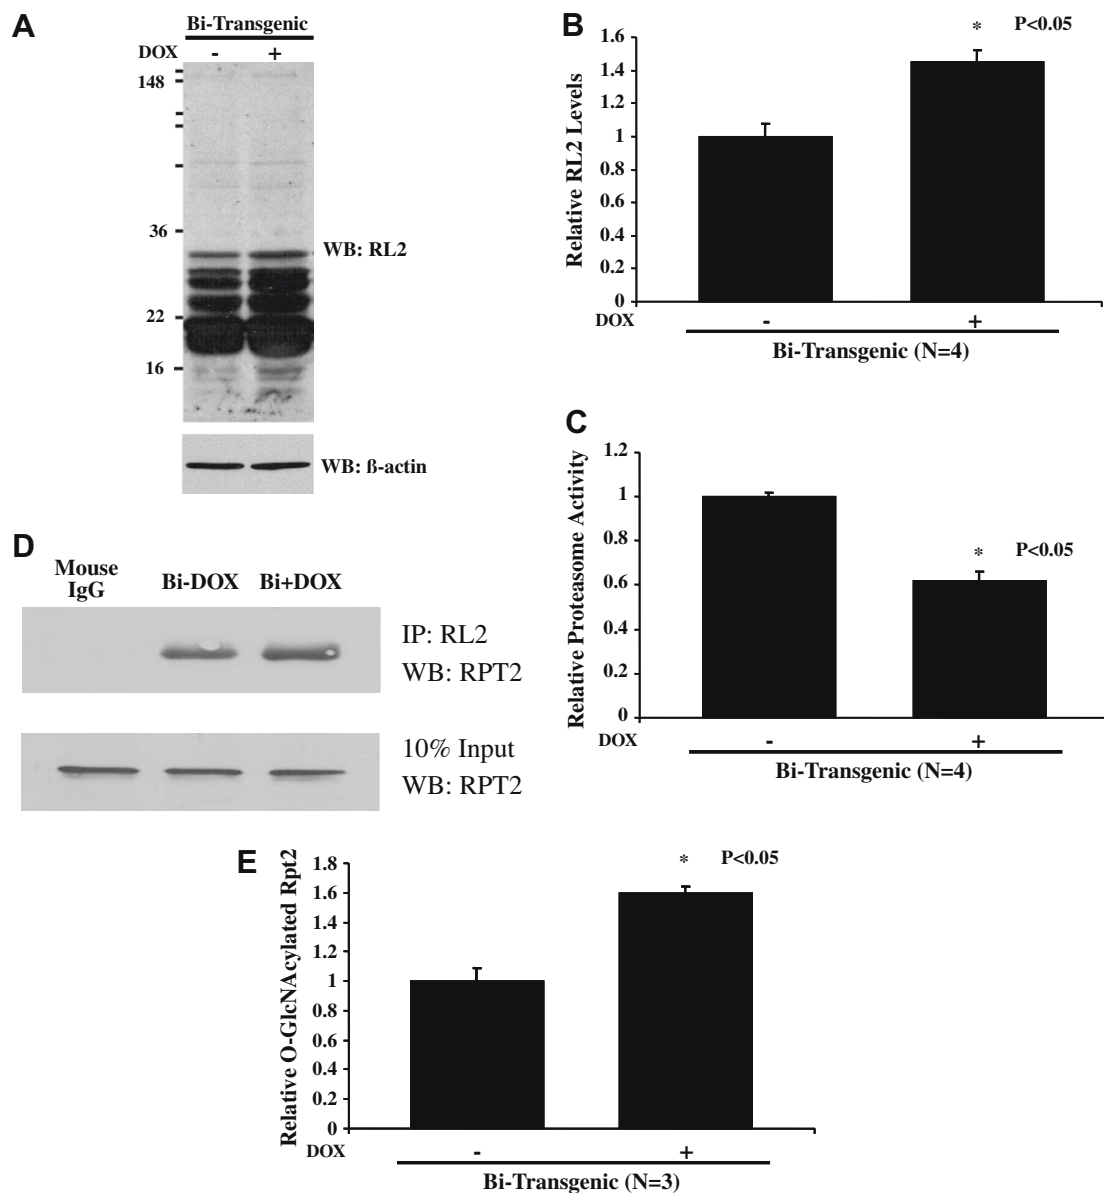 A
Bi-Transgenic
DOX - +
148
36
WB: RL2
22
16
WB: ß-actin
B
* P<0.05
Relative RL2 Levels
1.6
1.4
1.2
1
0.8
0.6
0.4
0.2
0
DOX - +
Bi-Transgenic (N=4)
C
Relative Proteasome Activity
1.2
1
0.8
0.6
0.4
0.2
0
* P<0.05
DOX - +
Bi-Transgenic (N=4)
D
Mouse
IgG
Bi-DOX Bi+DOX
IP: RL2
WB: RPT2
10% Input
WB: RPT2
E
Relative O-GlcNAcylated Rpt2
1.8
1.6
1.4
1.2
1
0.8
0.6
0.4
0.2
0
* P<0.05
DOX - +
Bi-Transgenic (N=3)